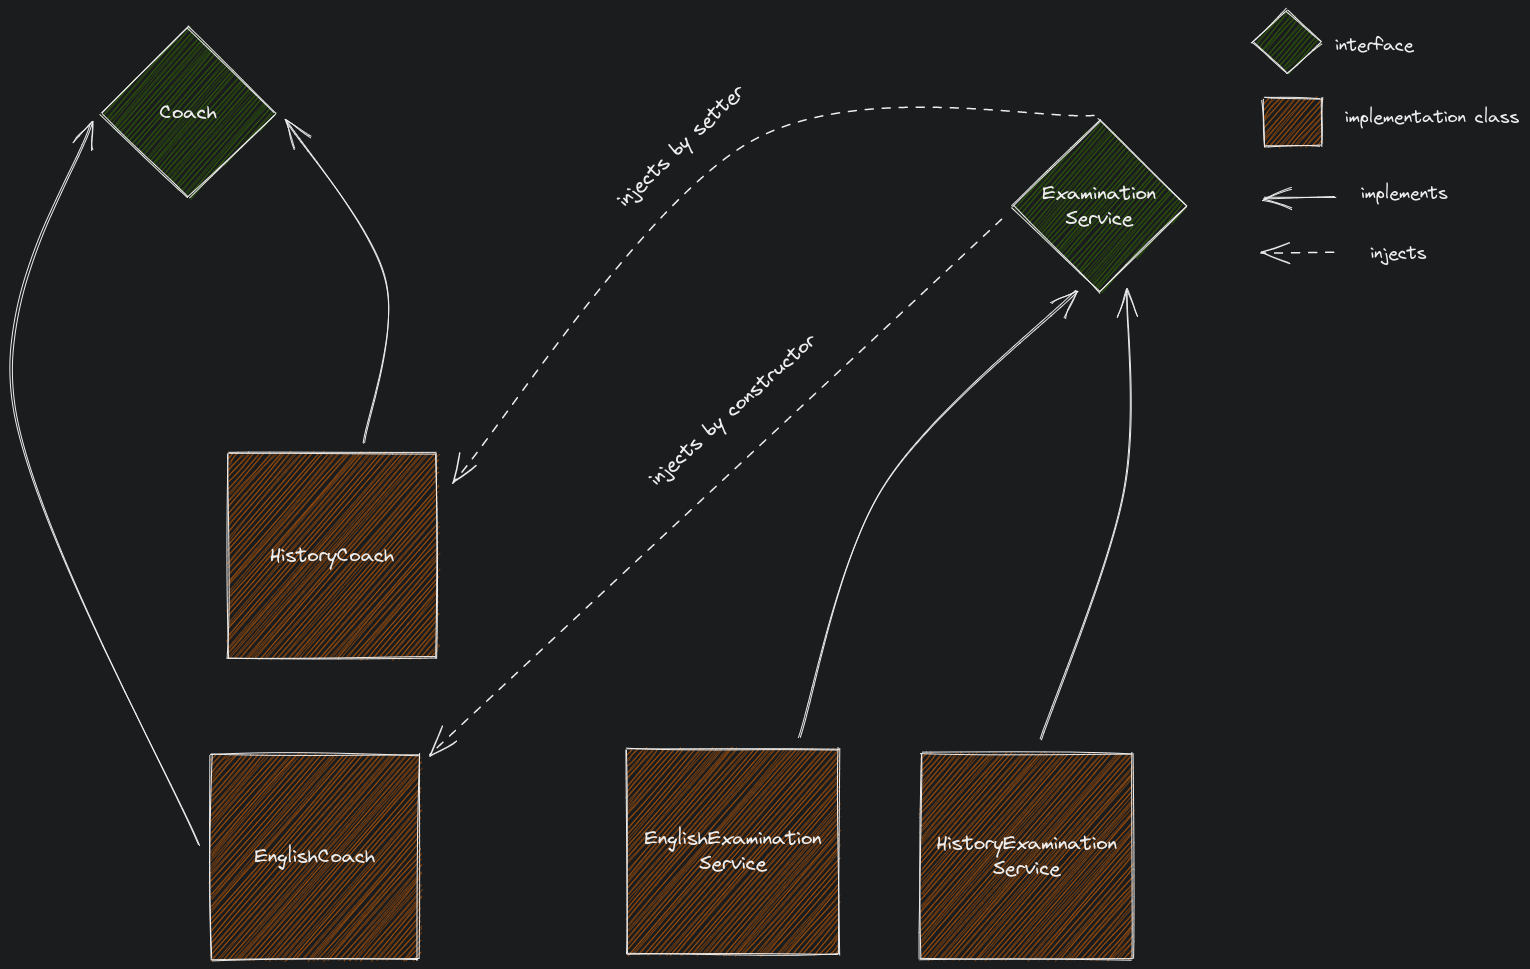 Coach
injects by setter
Examination
Service
interface
implementation class
implements
injects
injects by constructor
HistoryCoach
EnglishCoach
EnglishExamination
Service
HistoryExamination
Service